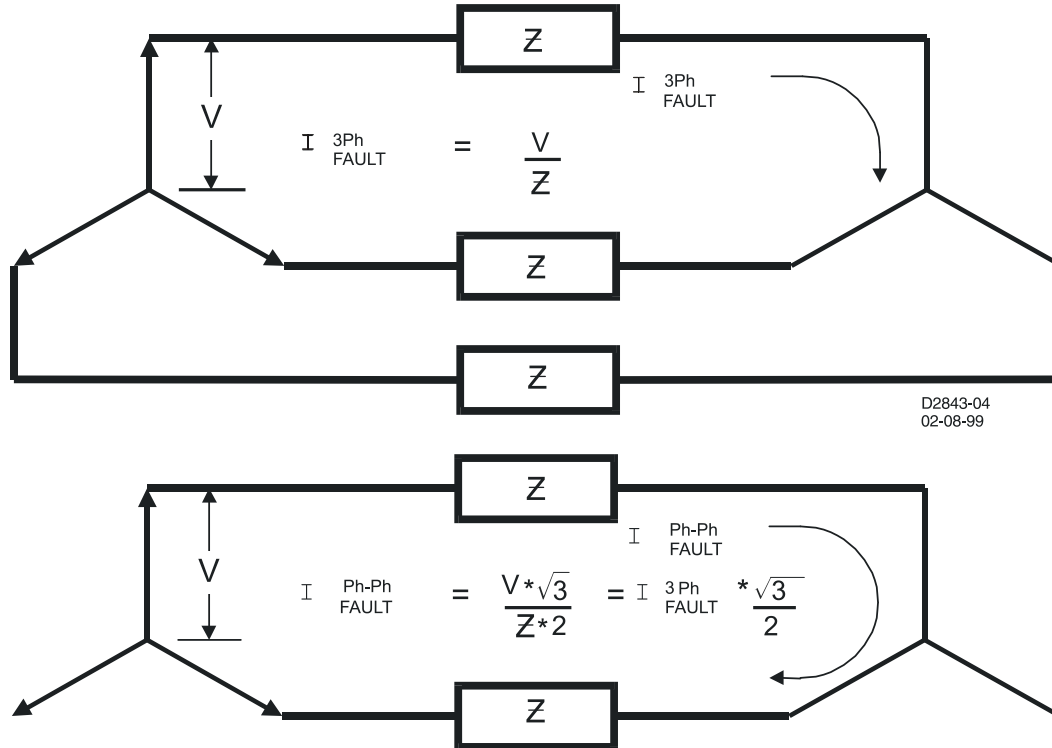 Ƶ
I 3Ph
FAULT
V
I 3Ph
FAULT = V
Ƶ
Ƶ
Ƶ
D2843-04
02-08-99
Ƶ
I Ph-Ph
FAULT
V
I Ph-Ph
FAULT = V*√3
Ƶ*2 = I 3 Ph
FAULT *√3
2
Ƶ